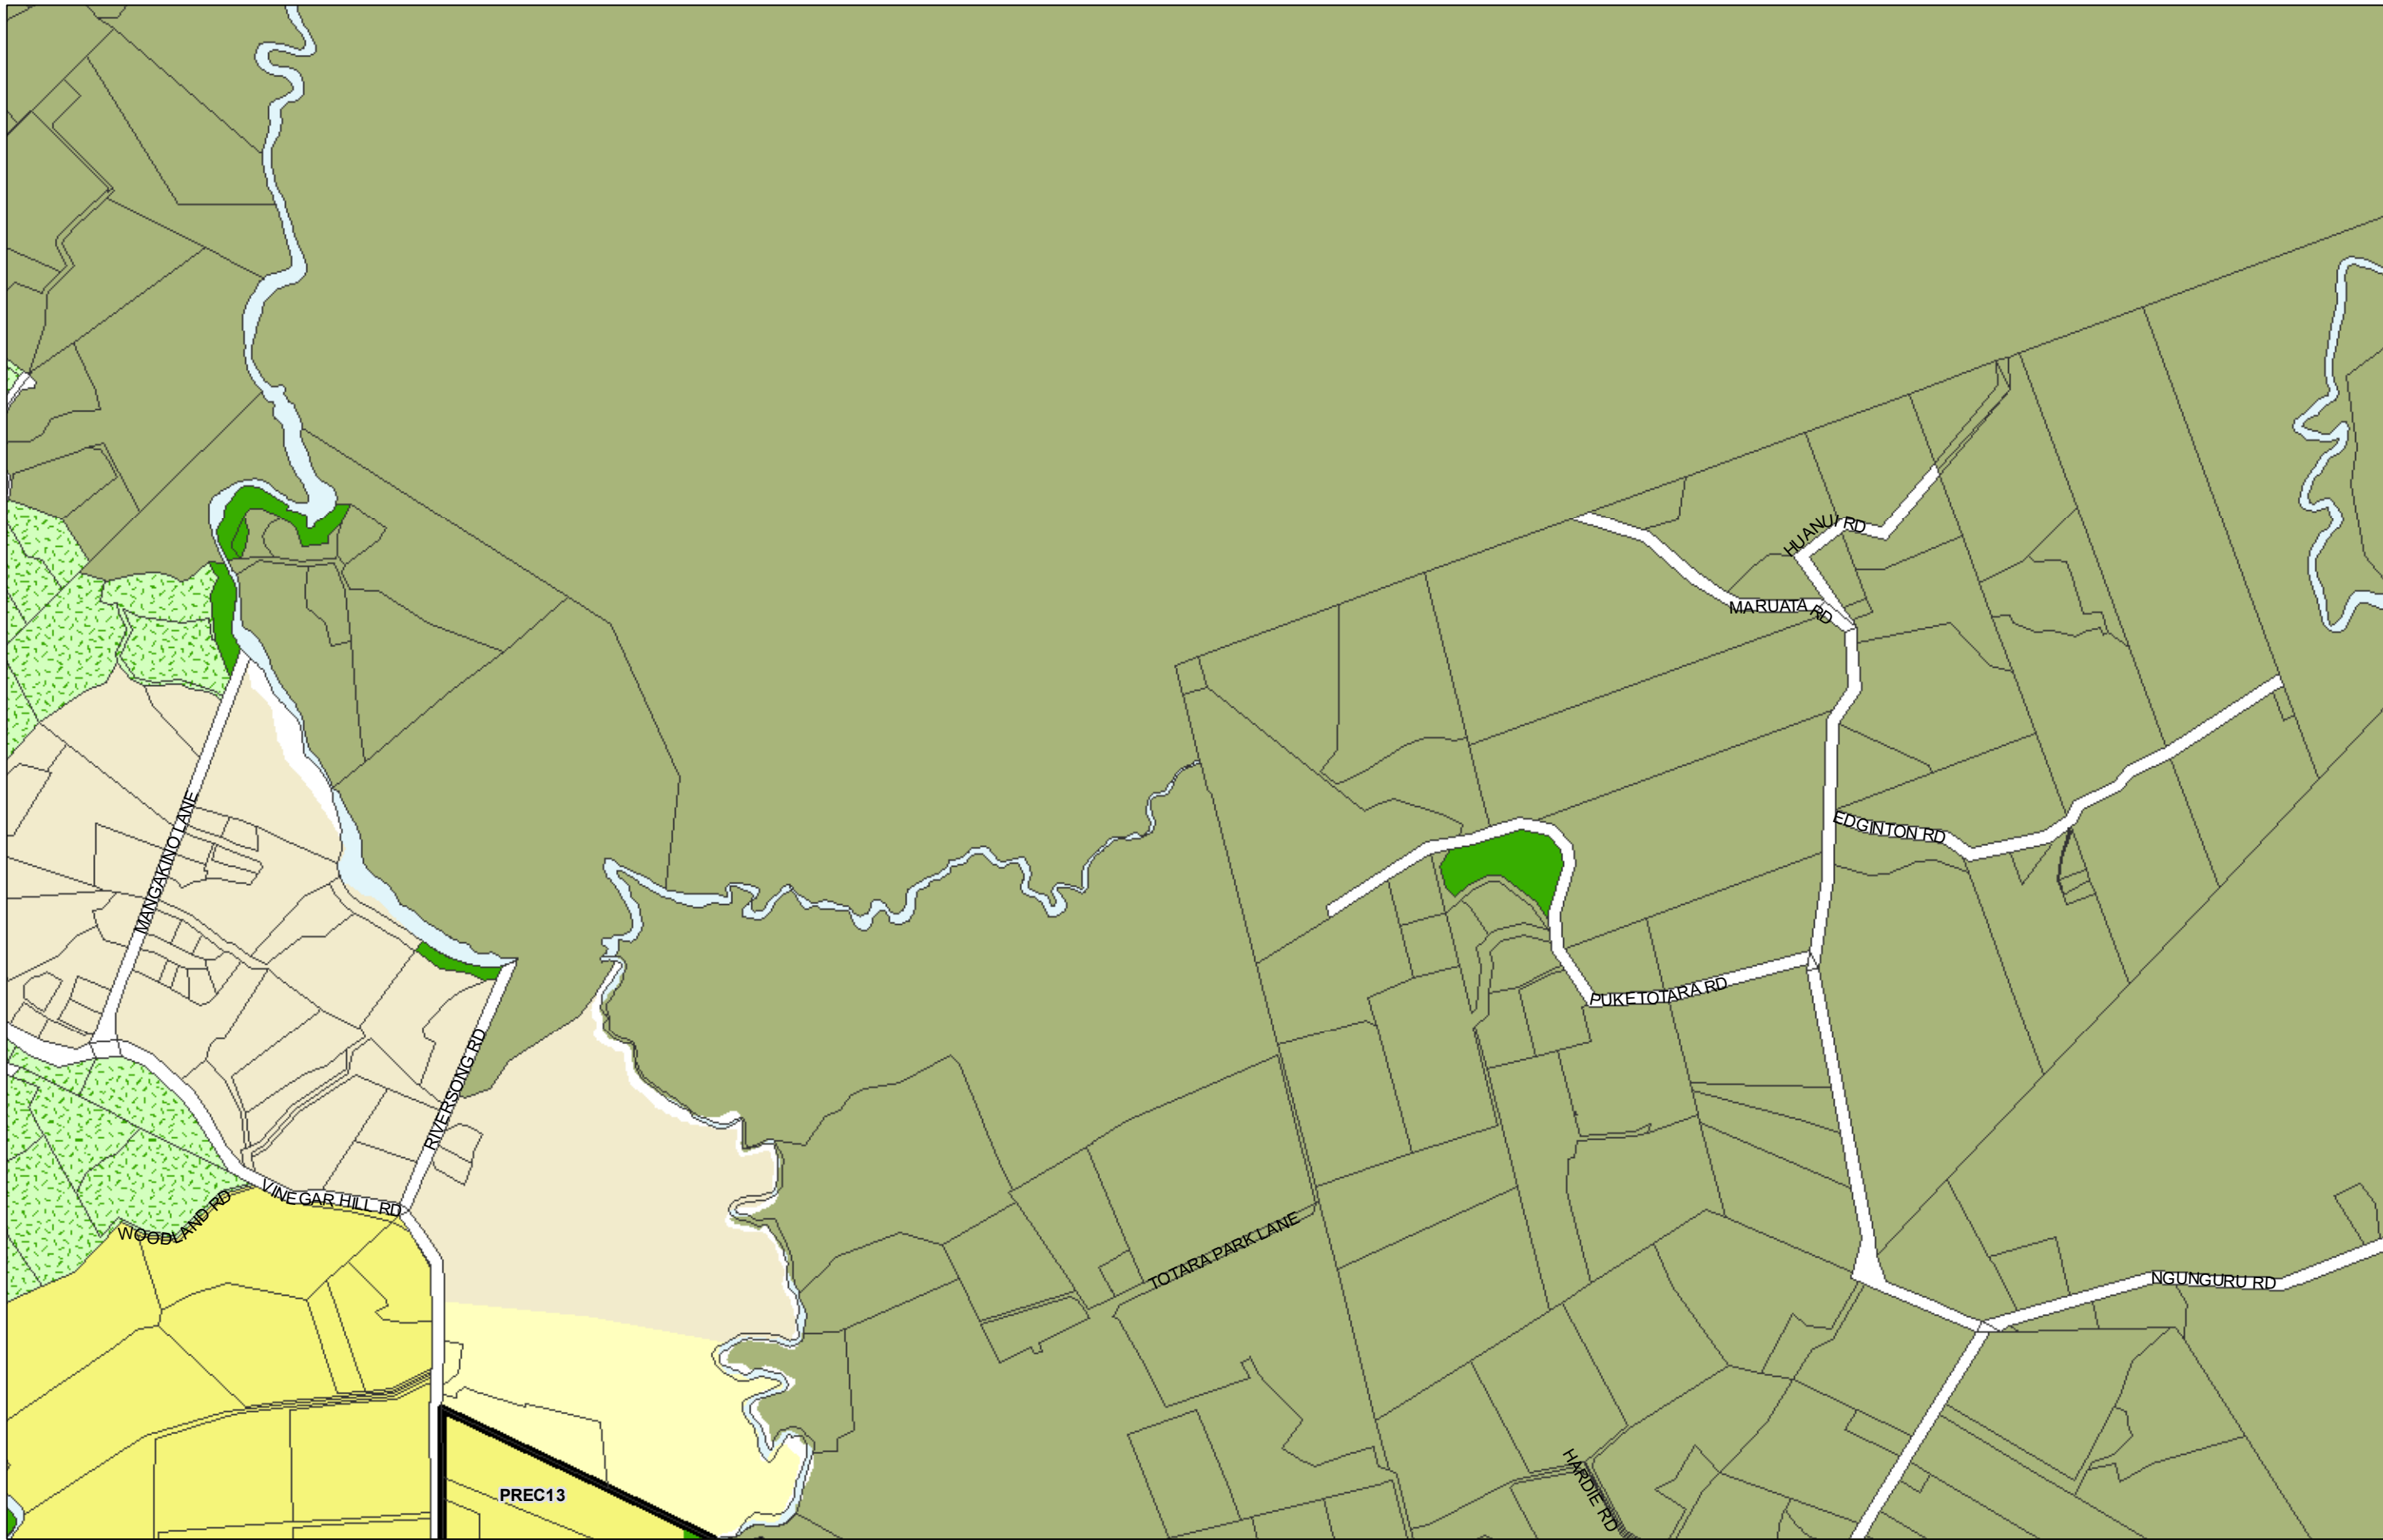 HUANUI RD
MARUATA RD
MANGAKINO LANE
EDGINTON RD
PUKETOTARA RD
RIVERSONG RD
VINEGAR HILL RD
WOODLAND RD
TOTARA PARK LANE
NGUNGURU RD
HARDIE RD
PREC13